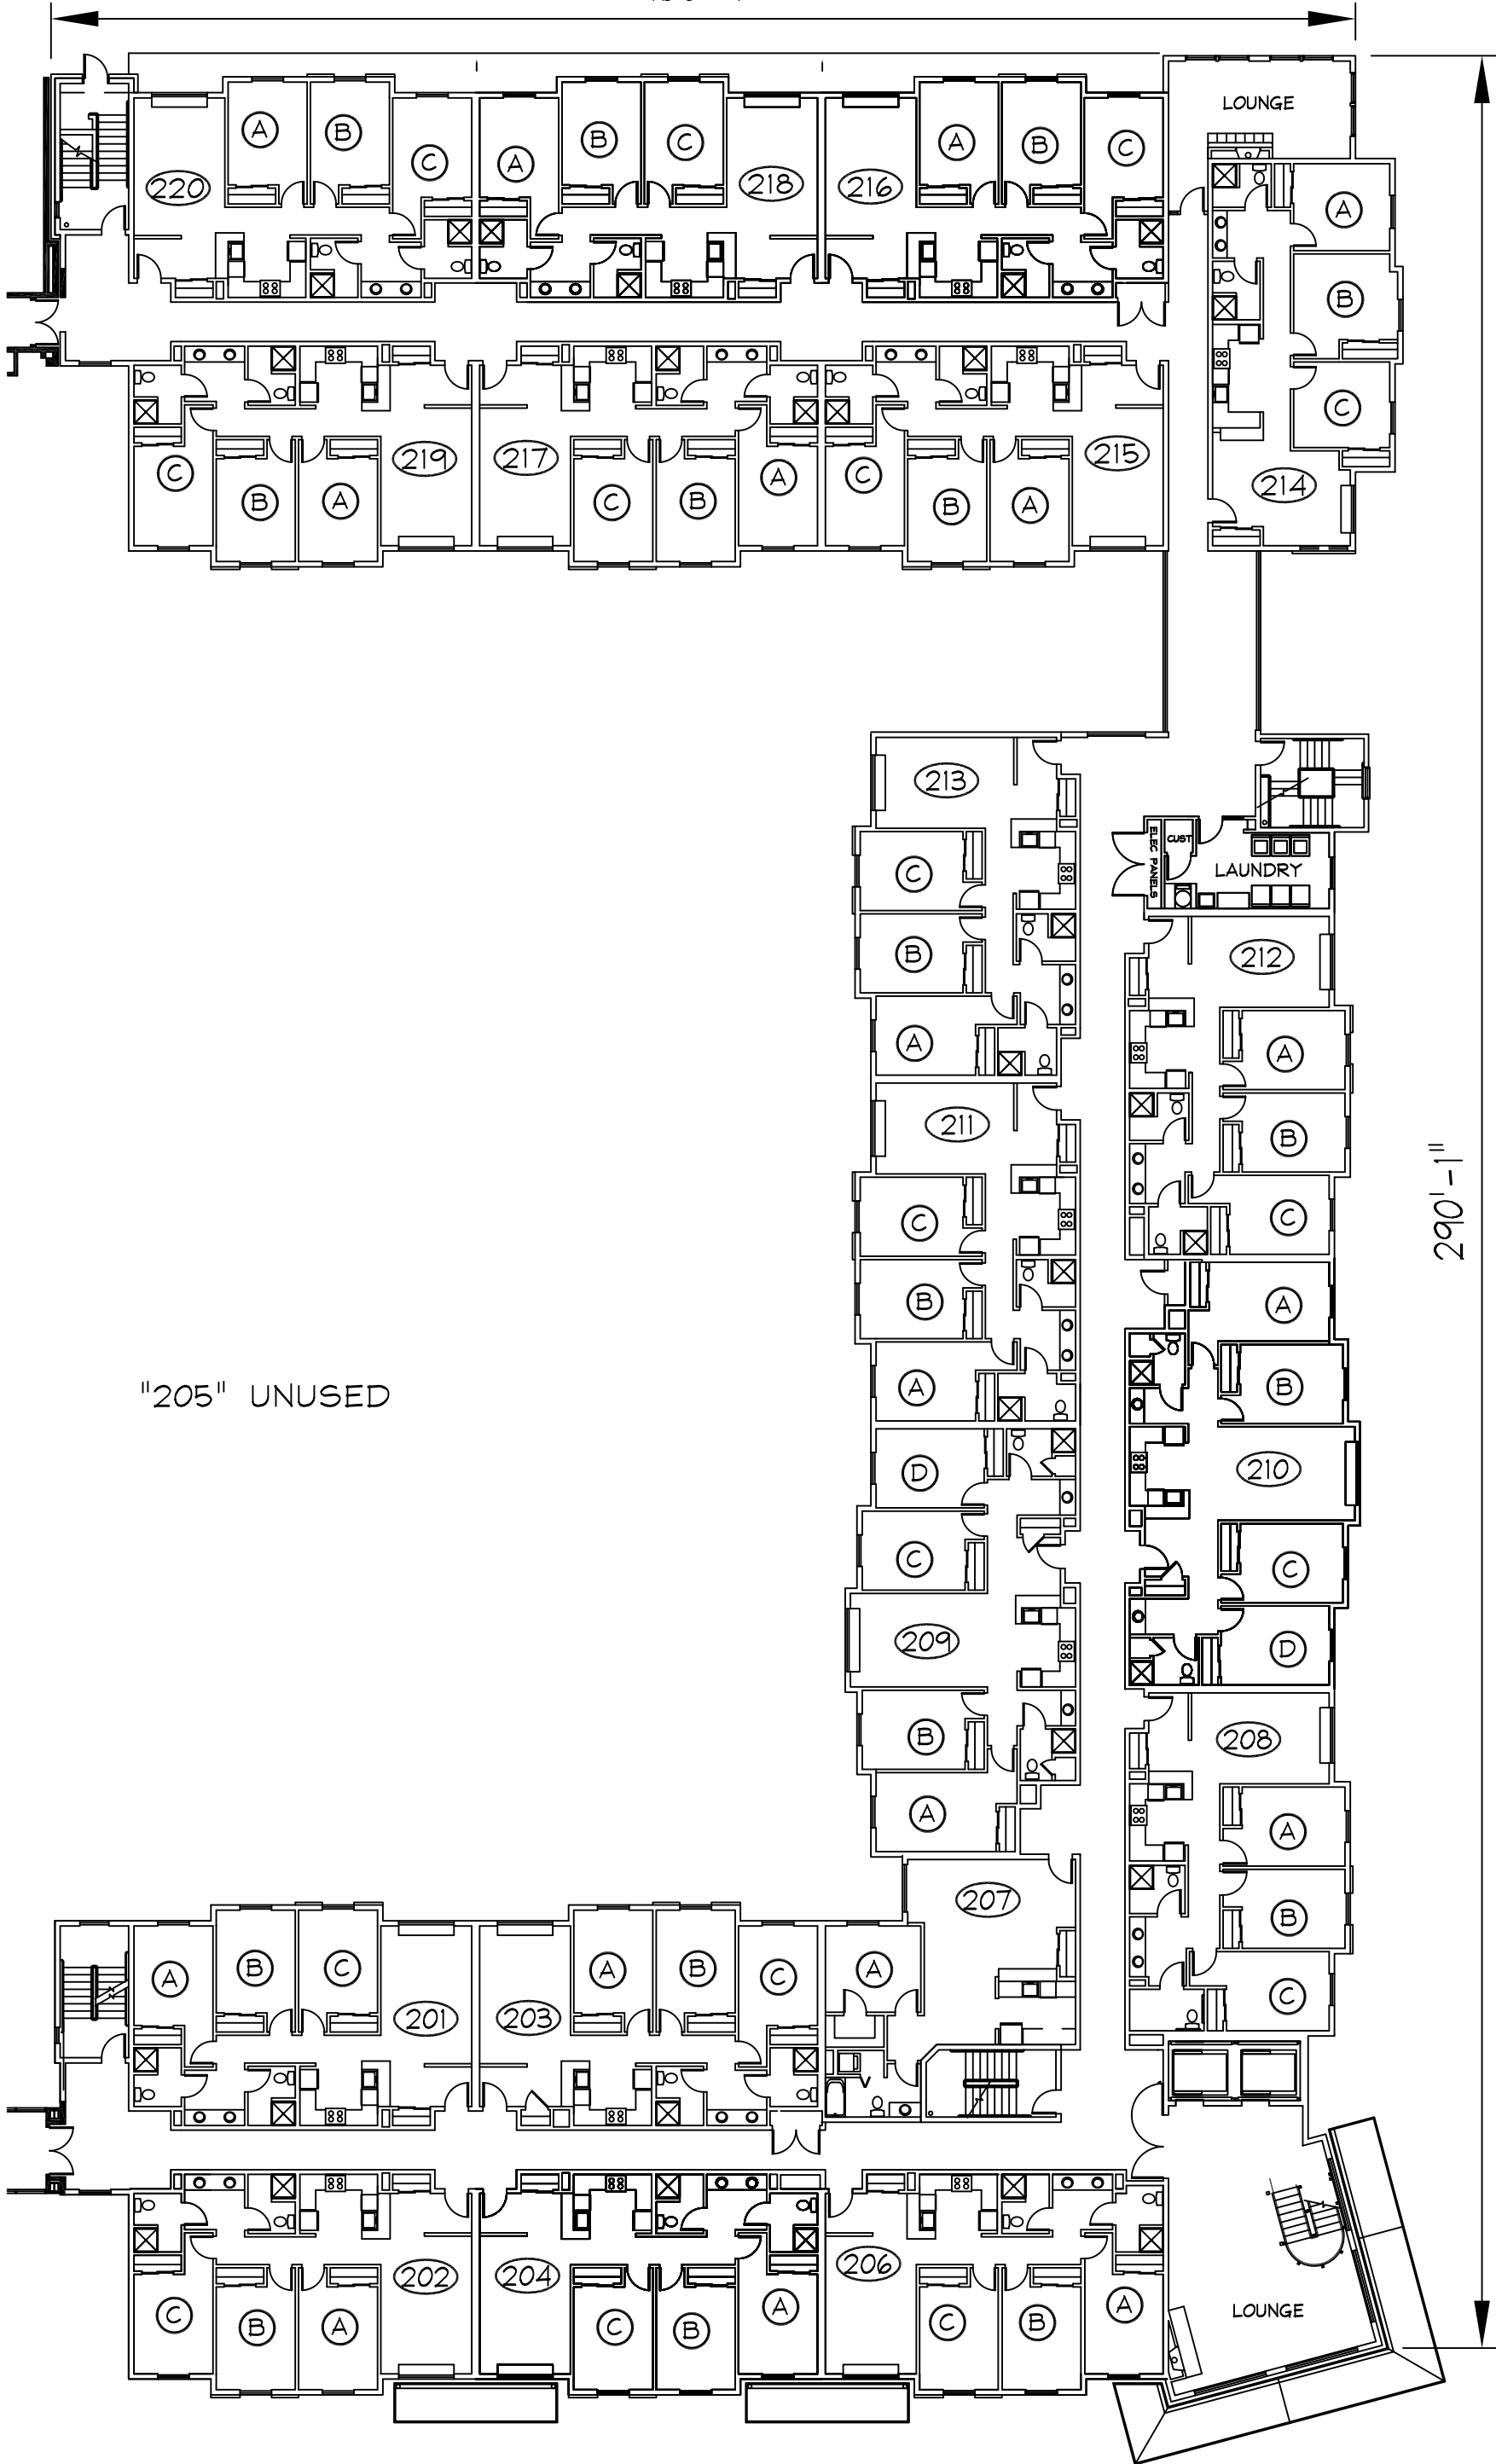 LOUNGE
A
B
C
A
B
C
A
B
C
A
220
218
216
B
C
C
B
A
219
217
C
B
A
C
B
A
215
214
213
C
CUST
ELEC PANELS
LAUNDRY
B
212
A
A
211
B
290'-1"
C
C
B
A
"205" UNUSED
A
B
D
210
C
C
209
D
B
208
A
A
207
B
A
B
C
A
B
C
A
C
201
203
202
204
206
C
B
A
C
B
A
C
B
A
LOUNGE